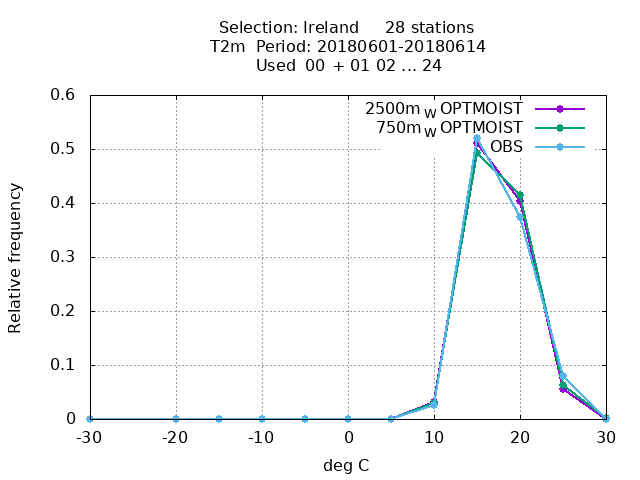 Selection: Ireland 28 stations
T2m Period: 20180601-20180614
Used 00 + 01 02 ... 24
0.6
0.5
0.4
0.3
0.2
0.1
0
Relative frequency
2500m_W OPTMOIST
750m_W OPTMOIST
OBS
-30 -20 -10 0 10 20 30
deg C